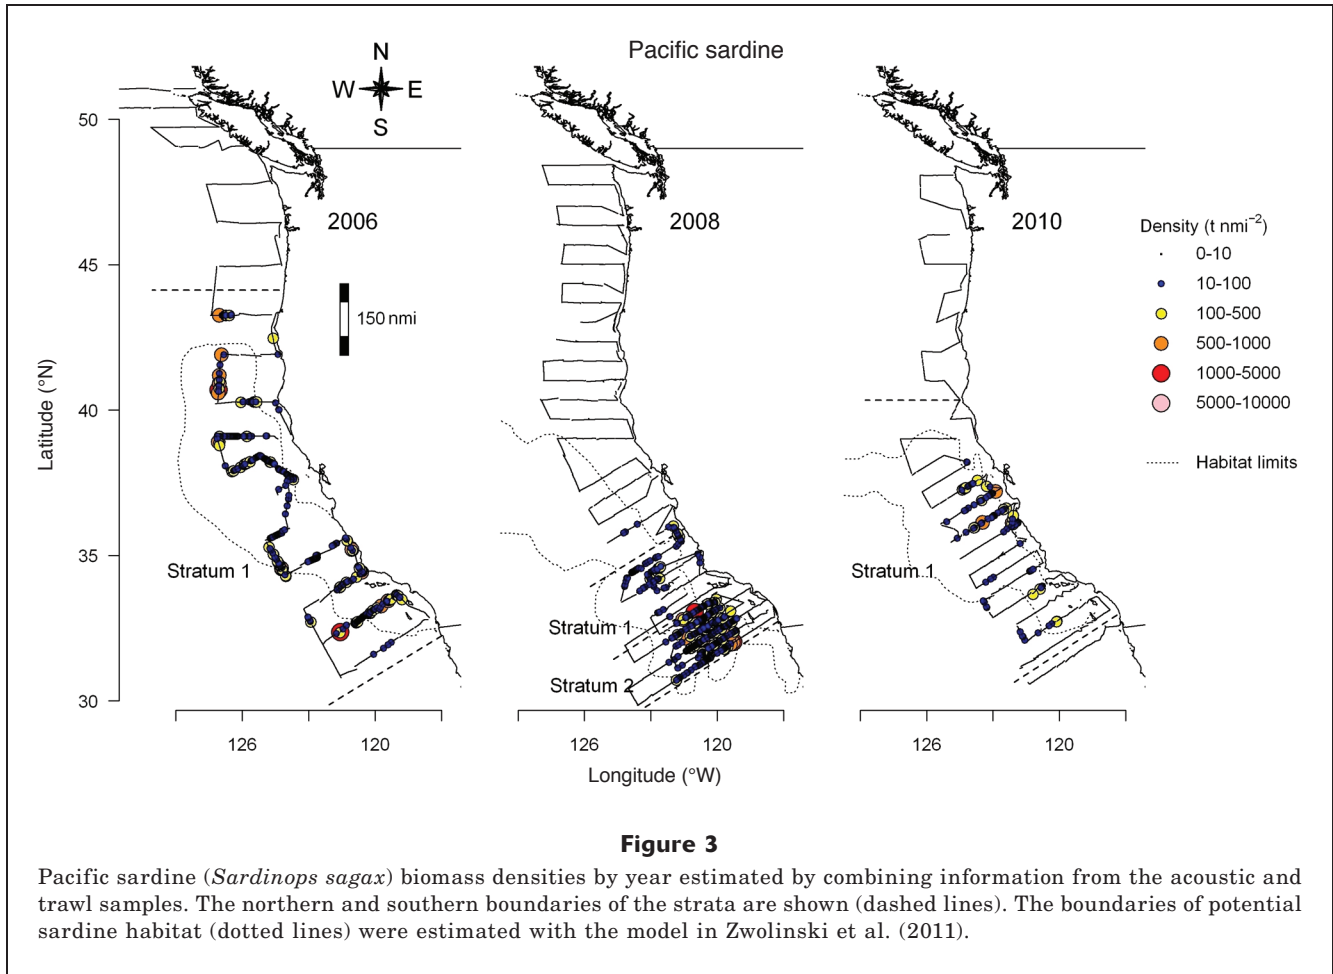 Pacific sardine
N
W E
S
50
45
40
35
30
Latitude (°N)
2006
2008
2010
150 nmi
Stratum 1
Stratum 1
Stratum 2
Stratum 1
Density (t nmi⁻²)
0-10
10-100
100-500
500-1000
1000-5000
5000-10000
Habitat limits
126 120 126 120 126 120
Longitude (°W)
Figure 3
Pacific sardine (Sardinops sagax) biomass densities by year estimated by combining information from the acoustic and
trawl samples. The northern and southern boundaries of the strata are shown (dashed lines). The boundaries of potential
sardine habitat (dotted lines) were estimated with the model in Zwolinski et al. (2011).